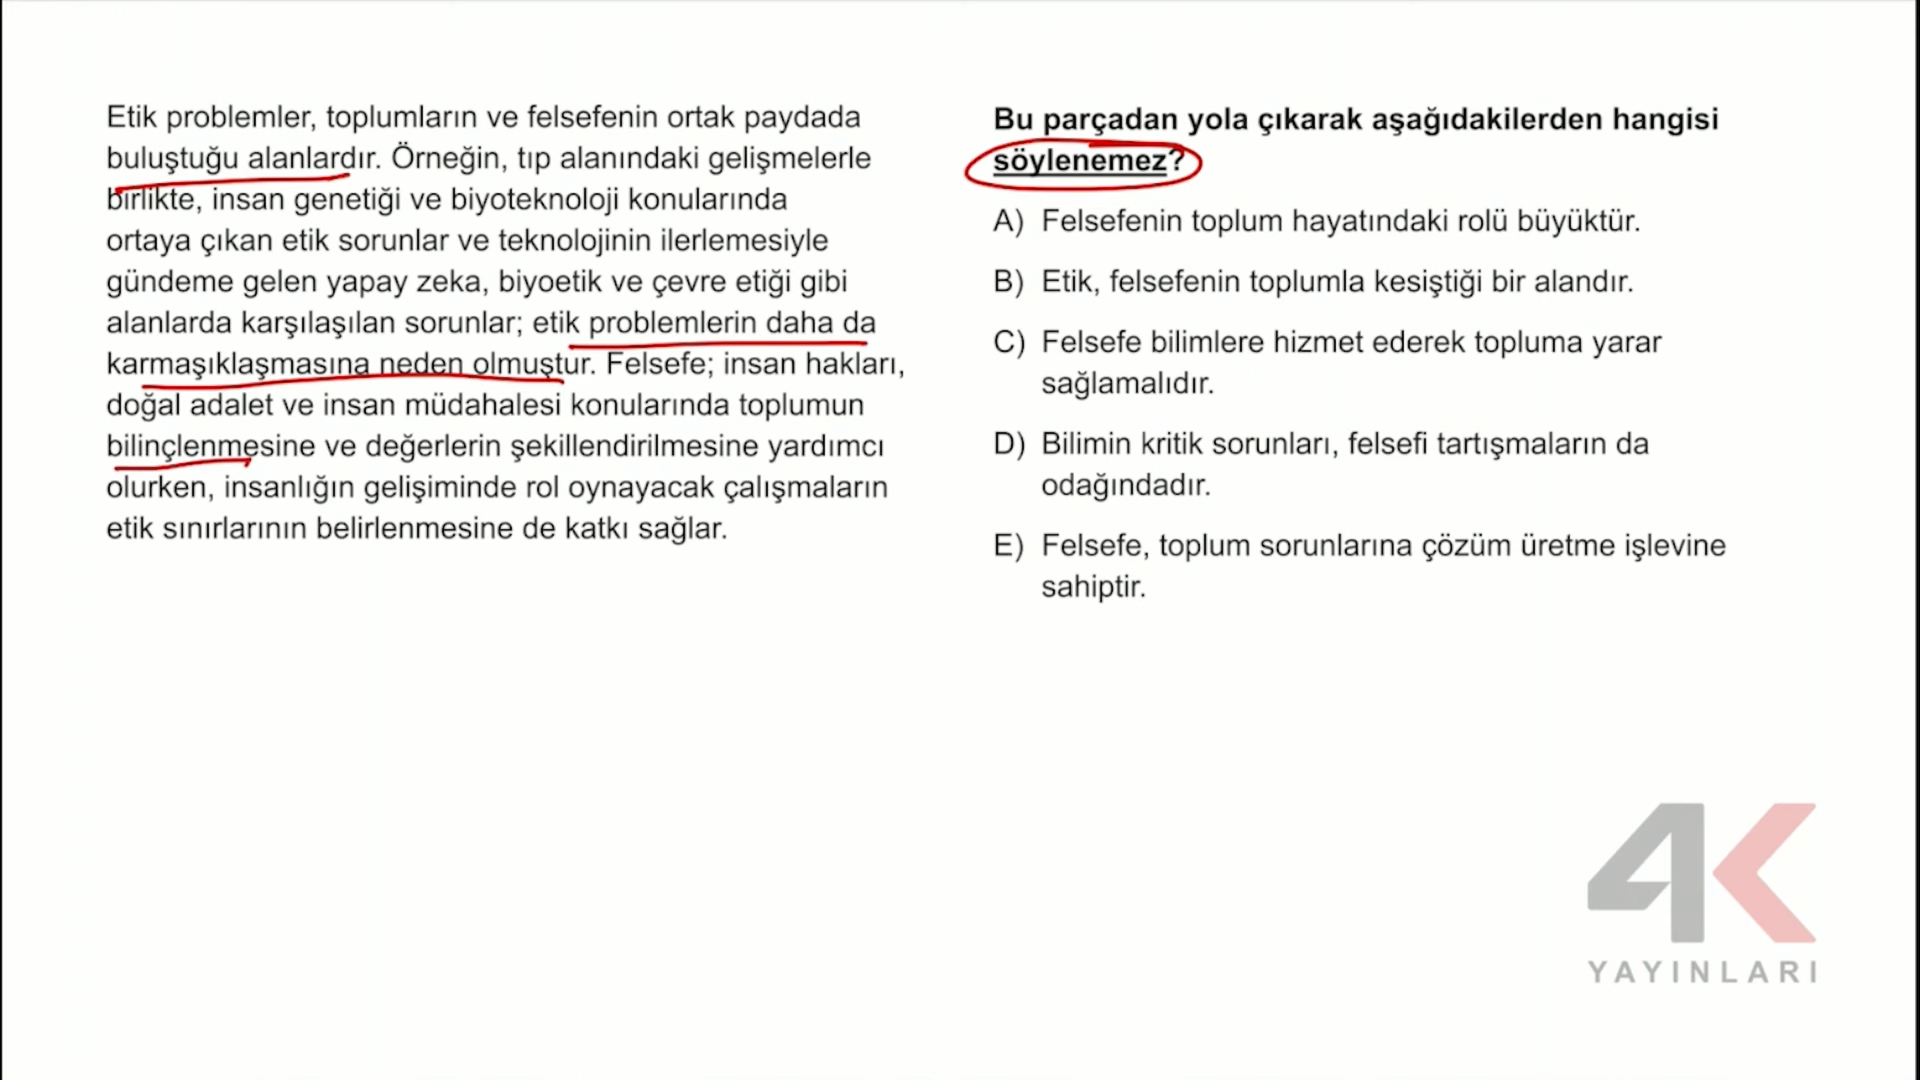 Etik problemler, toplumların ve felsefenin ortak paydada
buluştuğu alanlardır. Örneğin, tıp alanındaki gelişmelerle
birlikte, insan genetiği ve biyoteknoloji konularında
ortaya çıkan etik sorunlar ve teknolojinin ilerlemesiyle
gündeme gelen yapay zeka, biyoetik ve çevre etiği gibi
alanlarda karşılaşılan sorunlar; etik problemlerin daha da
karmaşıklaşmasına neden olmuştur. Felsefe; insan hakları,
doğal adalet ve insan müdahalesi konularında toplumun
bilinçlenmesine ve değerlerin şekillendirilmesine yardımcı
olurken, insanlığın gelişiminde rol oynayacak çalışmaların
etik sınırlarının belirlenmesine de katkı sağlar.
Bu parçadan yola çıkarak aşağıdakilerden hangisi
söylenemez?
A) Felsefenin toplum hayatındaki rolü büyüktür.
B) Etik, felsefenin toplumla kesiştiği bir alandır.
C) Felsefe bilimlere hizmet ederek topluma yarar
sağlamalıdır.
D) Bilimin kritik sorunları, felsefi tartışmaların da
odağındadır.
E) Felsefe, toplum sorunlarına çözüm üretme işlevine
sahiptir.
4K
YAYINLARI